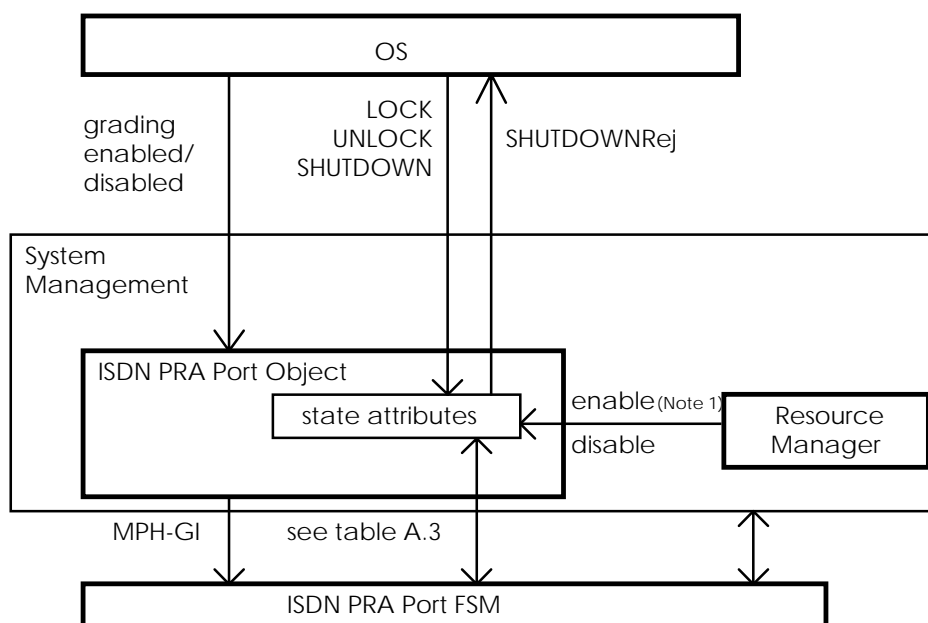 OS
grading
enabled/
disabled
LOCK
UNLOCK
SHUTDOWN
SHUTDOWNRej
System
Management
ISDN PRA Port Object
state attributes
enable(Note 1)
disable
Resource
Manager
MPH-GI
see table A.3
ISDN PRA Port FSM